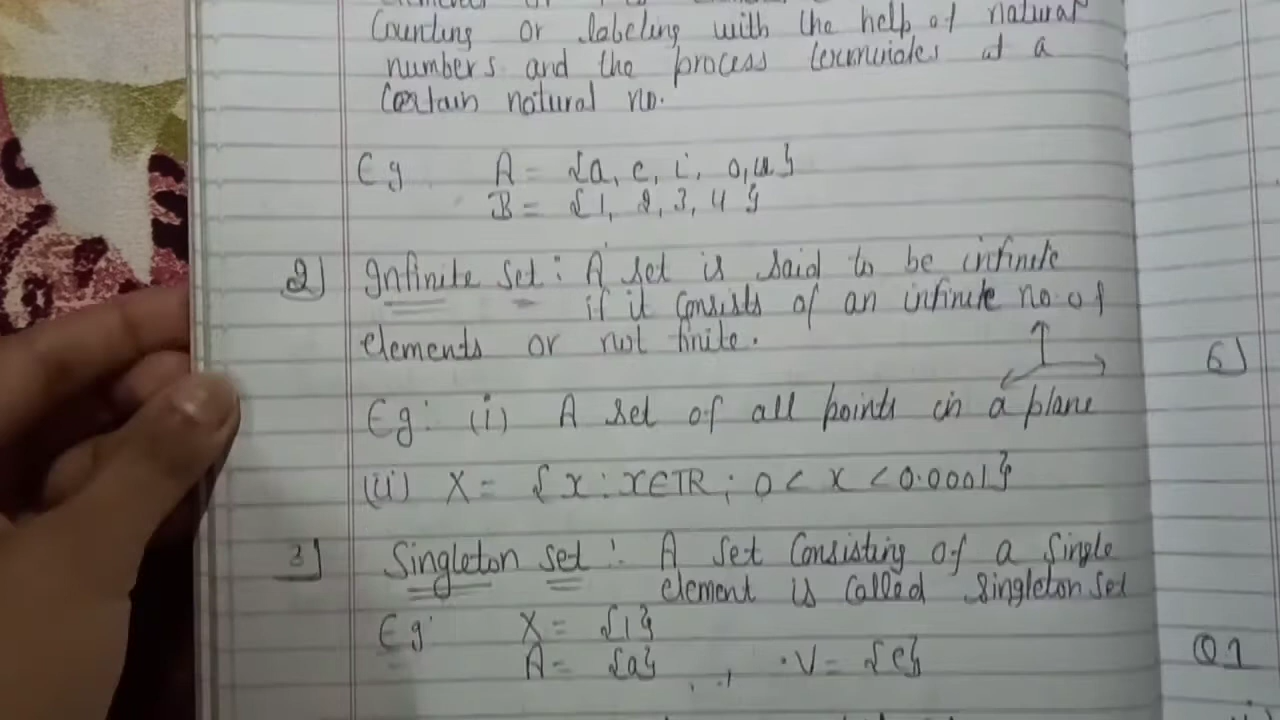 Counting or labeling with the help of natural
numbers and the process terminates at a
Certain natural no.
Eg A = {a, e, i, o, u}
B = {1, 2, 3, 4}
2) Infinite set : A set is said to be infinite
if it consists of an infinite no. of
elements or not finite.
Eg: (i) A set of all points in a plane
(ii) X = {x : x ∈ IR ; 0 < x < 0.0001}
3) Singleton set : A set Consisting of a Single
element is called singleton set
Eg: X = {1}
A = {a} , V = {e}
6)
Q1